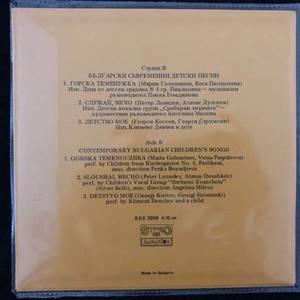 Страна В
БЪЛГАРСКИ СЪВРЕМЕННИ ДЕТСКИ ПЕСНИ
1. ГОРСКА ТЕМЕНУЖКА (Марин Големинов, Веса Паспалеева)
Изп. Деца от детска градина № 4 гр. Павликени — музикален
ръководител Пенка Бояджиева
2. СЛУШАЙ, МЕЧО (Петър Льондев, Атанас Душков)
Изп. Детска вокална група „Сребърни звънчета" —
художествен ръководител Ангелина Милева
3. ДЕТСТВО МОЕ (Георги Костов, Георги Струмски)
Изп. Климент Денчев и дете
Side B
CONTEMPORARY BULGARIAN CHILDREN'S SONGS
1. GORSKA TEMENOUZHKA (Marin Goleminov, Vessa Paspaleeva)
perf. by Children from Kindergarten No. 4, Pavlikeni,
mus. direction Penka Boyadjieva
2. SLOUSHAI, MECHO (Peter Lyondev, Atanas Doushkov)
perf. by Children's Vocal Group "Sreburni Zvuncheta"
(Silver Bells), mus. direction Angelina Mileva
3. DETSTVO MOE (Georgi Kostov, Georgi Stroumski)
perf. by Kliment Denchev and a child
Made in Bulgaria